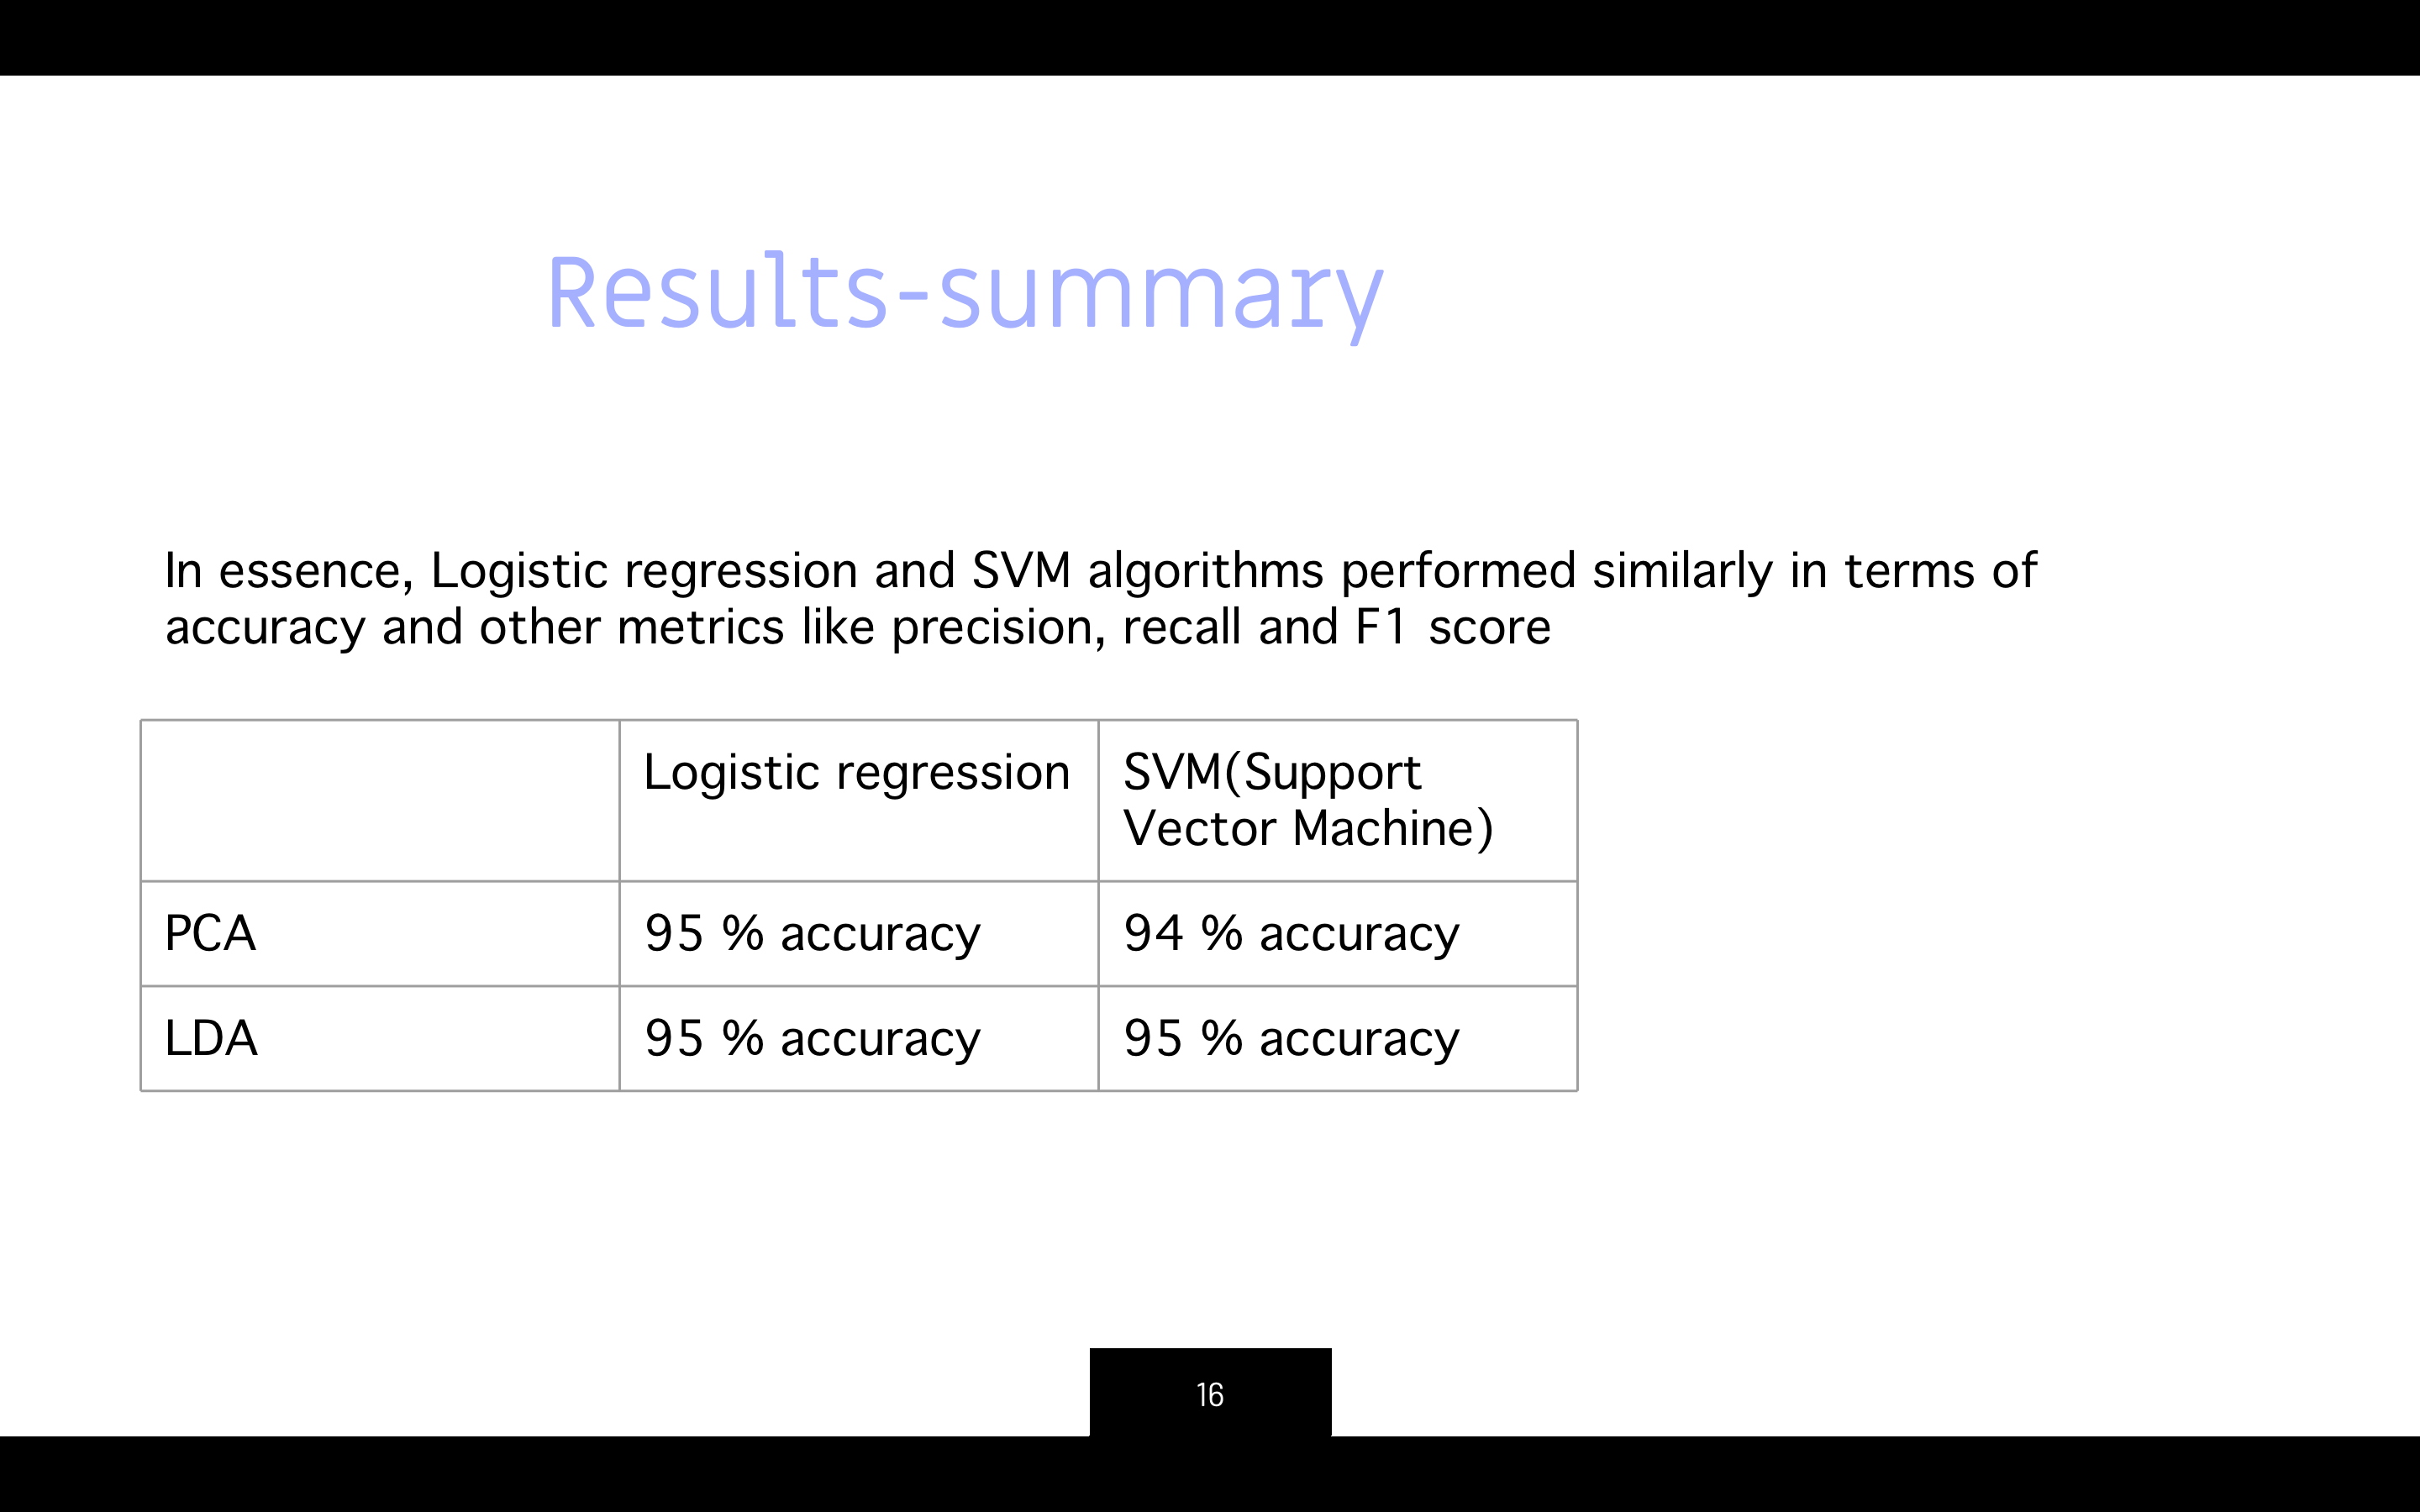 Results-summary
In essence, Logistic regression and SVM algorithms performed similarly in terms of
accuracy and other metrics like precision, recall and F1 score
Logistic regression SVM(Support
Vector Machine)
PCA 95 % accuracy 94 % accuracy
LDA 95 % accuracy 95 % accuracy
16